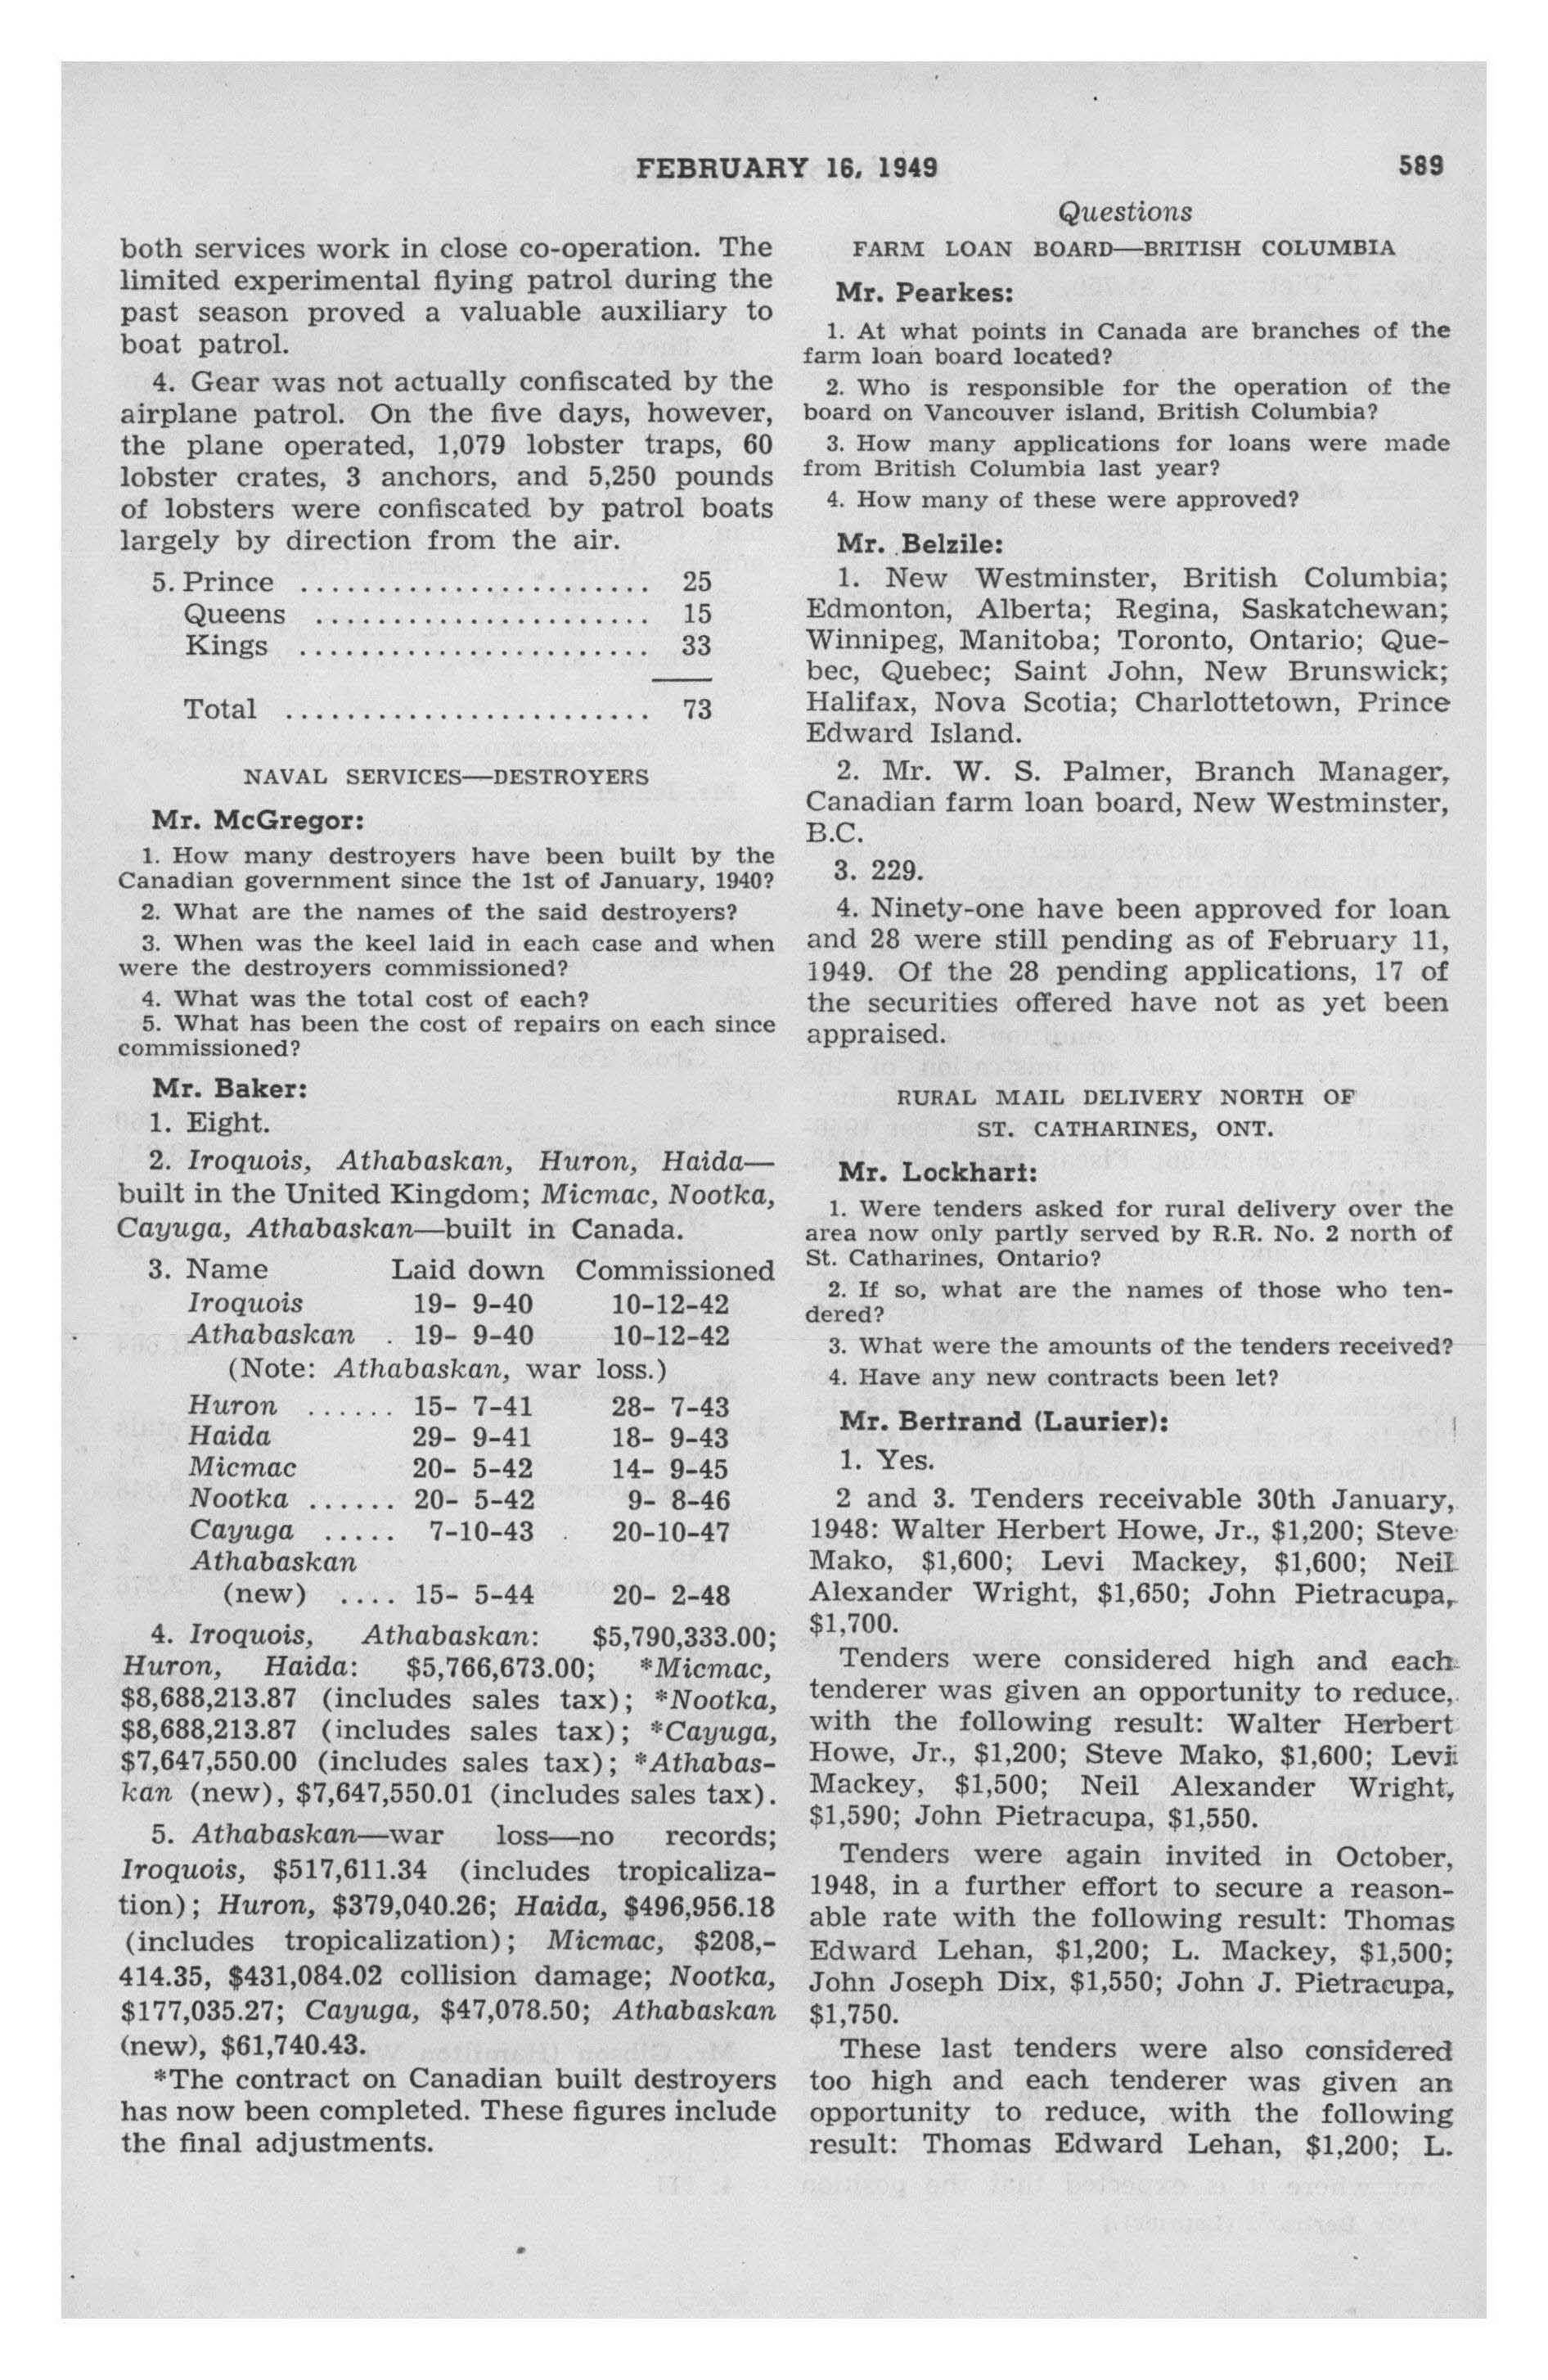 FEBRUARY 16, 1949 589
both services work in close co-operation. The
limited experimental flying patrol during the
past season proved a valuable auxiliary to
boat patrol.
4. Gear was not actually confiscated by the
airplane patrol. On the five days, however,
the plane operated, 1,079 lobster traps, 60
lobster crates, 3 anchors, and 5,250 pounds
of lobsters were confiscated by patrol boats
largely by direction from the air.
5. Prince ....................... 25
Queens ...................... 15
Kings ....................... 33
Total ........................ 73
NAVAL SERVICES—DESTROYERS
Mr. McGregor:
1. How many destroyers have been built by the
Canadian government since the 1st of January, 1940?
2. What are the names of the said destroyers?
3. When was the keel laid in each case and when
were the destroyers commissioned?
4. What was the total cost of each?
5. What has been the cost of repairs on each since
commissioned?
Mr. Baker:
1. Eight.
2. Iroquois, Athabaskan, Huron, Haida—
built in the United Kingdom; Micmac, Nootka,
Cayuga, Athabaskan—built in Canada.
3. Name Laid down Commissioned
Iroquois 19- 9-40 10-12-42
Athabaskan . 19- 9-40 10-12-42
(Note: Athabaskan, war loss.)
Huron ...... 15- 7-41 28- 7-43
Haida 29- 9-41 18- 9-43
Micmac 20- 5-42 14- 9-45
Nootka ...... 20- 5-42 9- 8-46
Cayuga ..... 7-10-43 20-10-47
Athabaskan
(new) .... 15- 5-44 20- 2-48
4. Iroquois, Athabaskan: $5,790,333.00;
Huron, Haida: $5,766,673.00; *Micmac,
$8,688,213.87 (includes sales tax); *Nootka,
$8,688,213.87 (includes sales tax); *Cayuga,
$7,647,550.00 (includes sales tax); *Athabas-
kan (new), $7,647,550.01 (includes sales tax).
5. Athabaskan—war loss—no records;
Iroquois, $517,611.34 (includes tropicaliza-
tion); Huron, $379,040.26; Haida, $496,956.18
(includes tropicalization); Micmac, $208,-
414.35, $431,084.02 collision damage; Nootka,
$177,035.27; Cayuga, $47,078.50; Athabaskan
(new), $61,740.43.
*The contract on Canadian built destroyers
has now been completed. These figures include
the final adjustments.
Questions
FARM LOAN BOARD—BRITISH COLUMBIA
Mr. Pearkes:
1. At what points in Canada are branches of the
farm loan board located?
2. Who is responsible for the operation of the
board on Vancouver island, British Columbia?
3. How many applications for loans were made
from British Columbia last year?
4. How many of these were approved?
Mr. Belzile:
1. New Westminster, British Columbia;
Edmonton, Alberta; Regina, Saskatchewan;
Winnipeg, Manitoba; Toronto, Ontario; Que-
bec, Quebec; Saint John, New Brunswick;
Halifax, Nova Scotia; Charlottetown, Prince
Edward Island.
2. Mr. W. S. Palmer, Branch Manager,
Canadian farm loan board, New Westminster,
B.C.
3. 229.
4. Ninety-one have been approved for loan
and 28 were still pending as of February 11,
1949. Of the 28 pending applications, 17 of
the securities offered have not as yet been
appraised.
RURAL MAIL DELIVERY NORTH OF
ST. CATHARINES, ONT.
Mr. Lockhart:
1. Were tenders asked for rural delivery over the
area now only partly served by R.R. No. 2 north of
St. Catharines, Ontario?
2. If so, what are the names of those who ten-
dered?
3. What were the amounts of the tenders received?
4. Have any new contracts been let?
Mr. Bertrand (Laurier):
1. Yes.
2 and 3. Tenders receivable 30th January,
1948: Walter Herbert Howe, Jr., $1,200; Steve
Mako, $1,600; Levi Mackey, $1,600; Neil
Alexander Wright, $1,650; John Pietracupa,
$1,700.
Tenders were considered high and each
tenderer was given an opportunity to reduce,
with the following result: Walter Herbert
Howe, Jr., $1,200; Steve Mako, $1,600; Levi
Mackey, $1,500; Neil Alexander Wright,
$1,590; John Pietracupa, $1,550.
Tenders were again invited in October,
1948, in a further effort to secure a reason-
able rate with the following result: Thomas
Edward Lehan, $1,200; L. Mackey, $1,500;
John Joseph Dix, $1,550; John J. Pietracupa,
$1,750.
These last tenders were also considered
too high and each tenderer was given an
opportunity to reduce, with the following
result: Thomas Edward Lehan, $1,200; L.